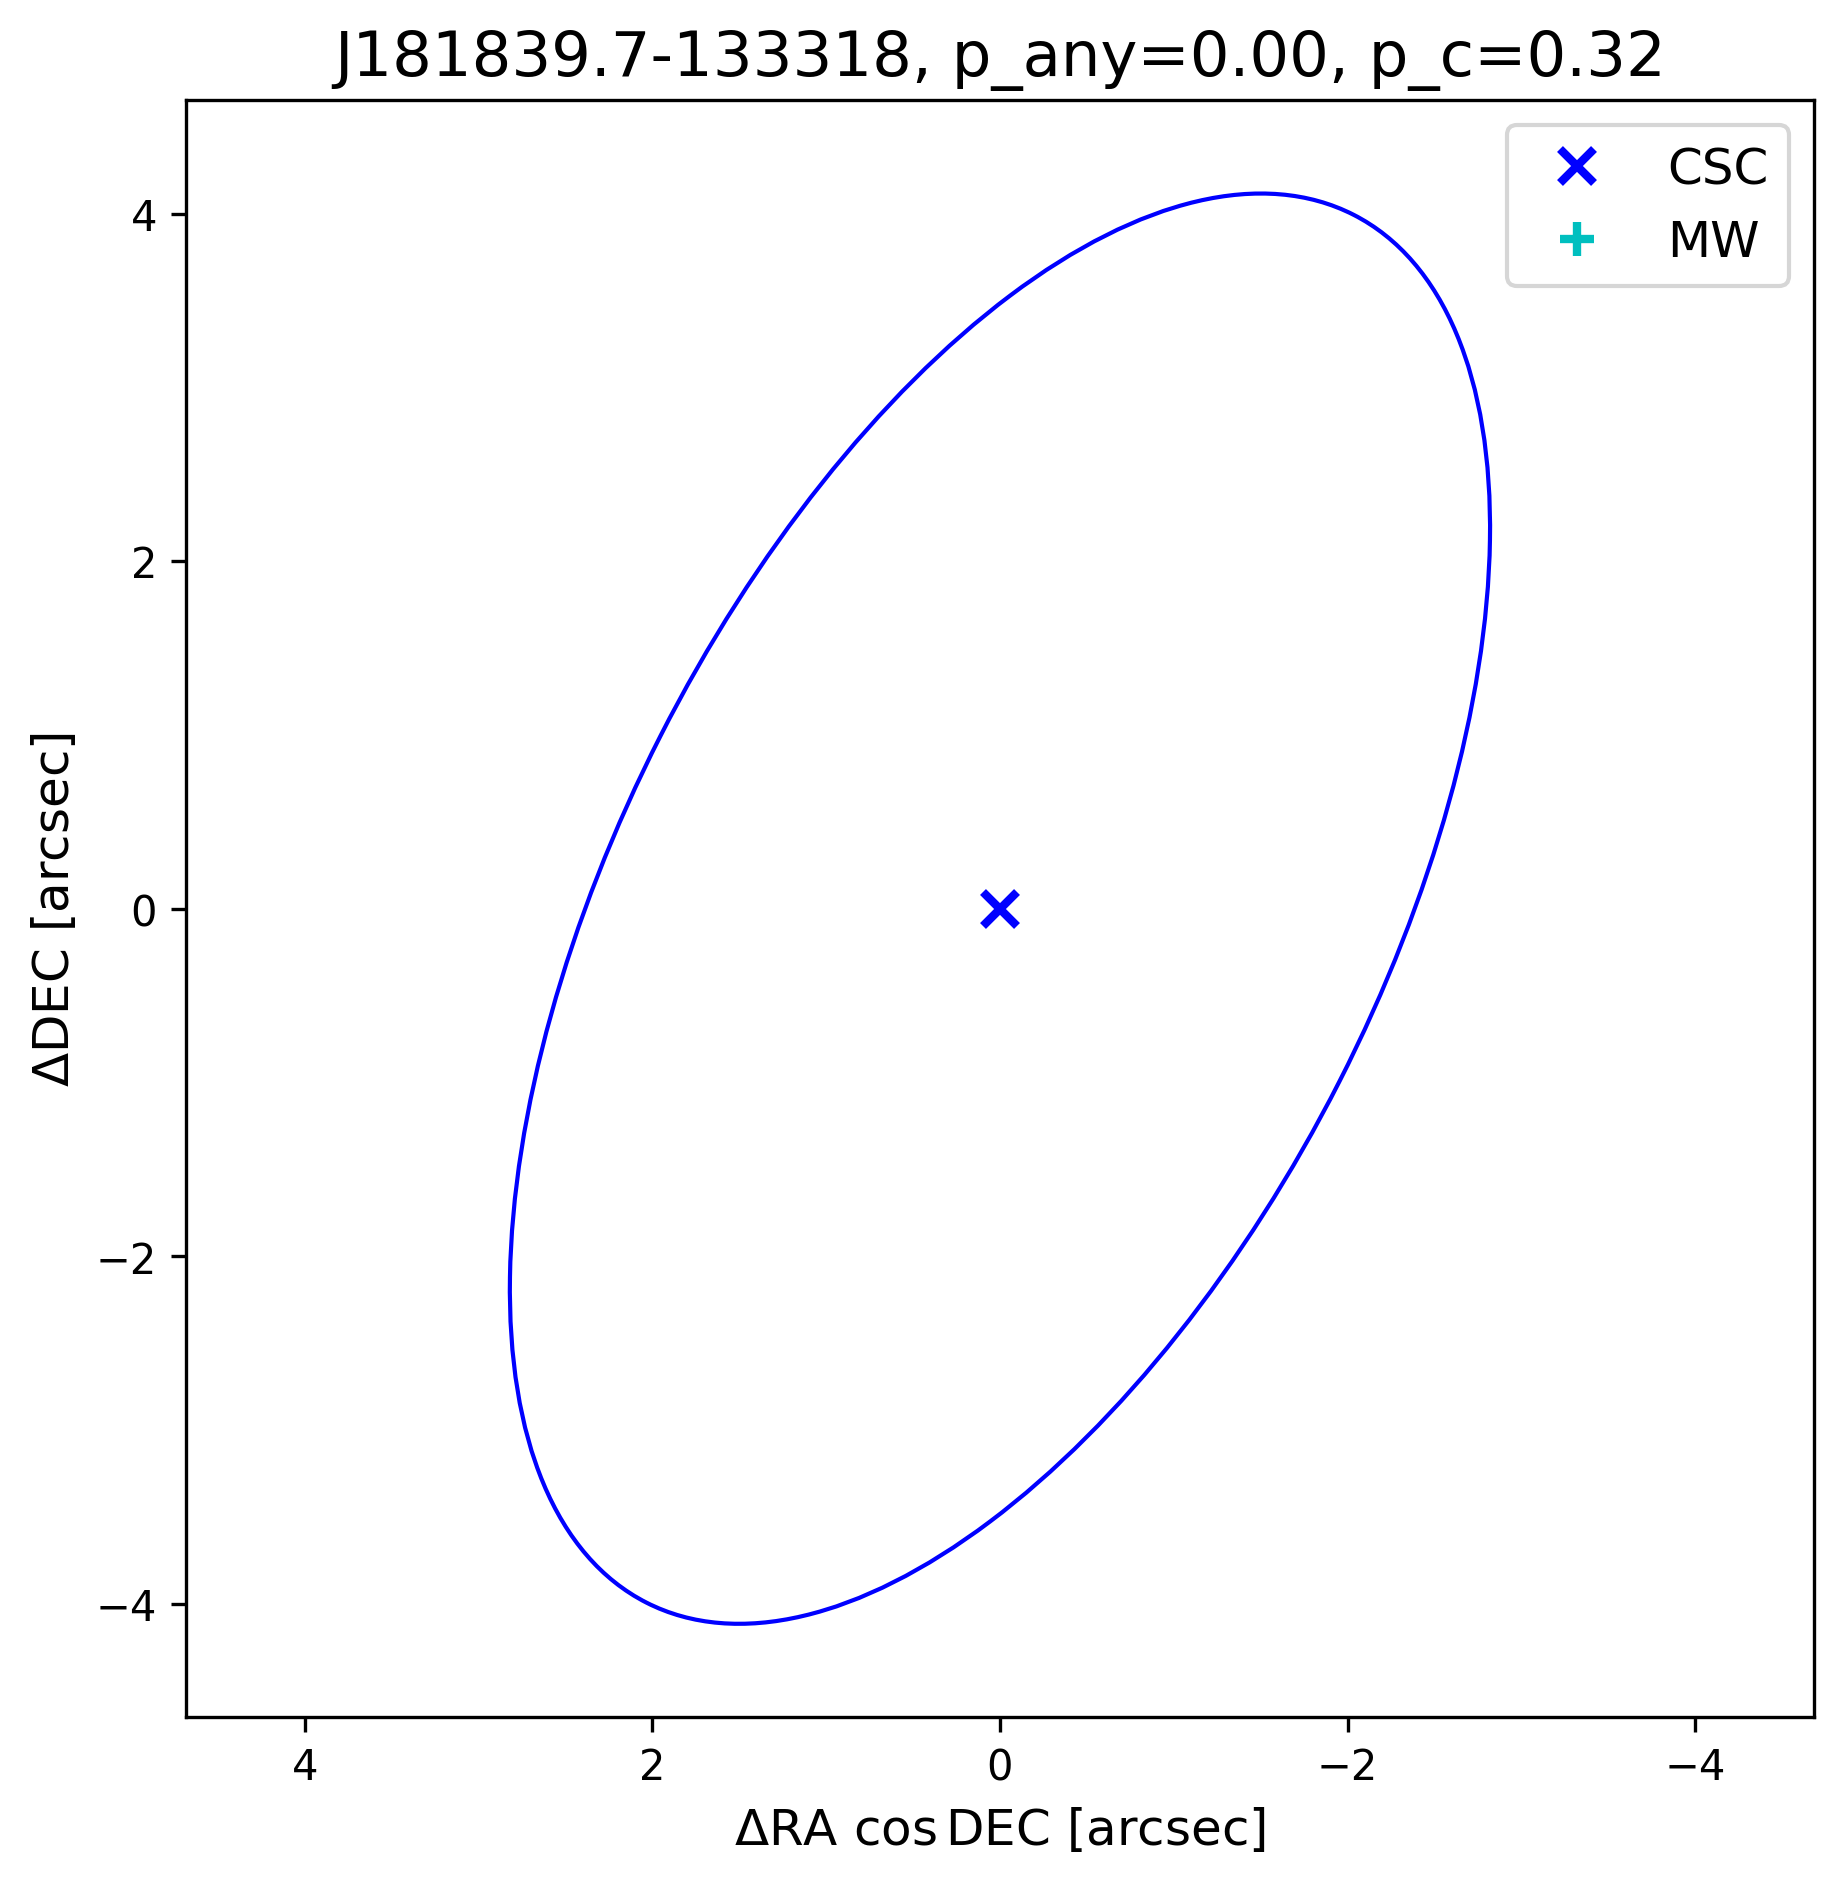 J181839.7-133318, p_any=0.00, p_c=0.32
CSC
MW
4
2
0
−2
−4
ΔDEC [arcsec]
4
2
0
−2
−4
ΔRA cos DEC [arcsec]